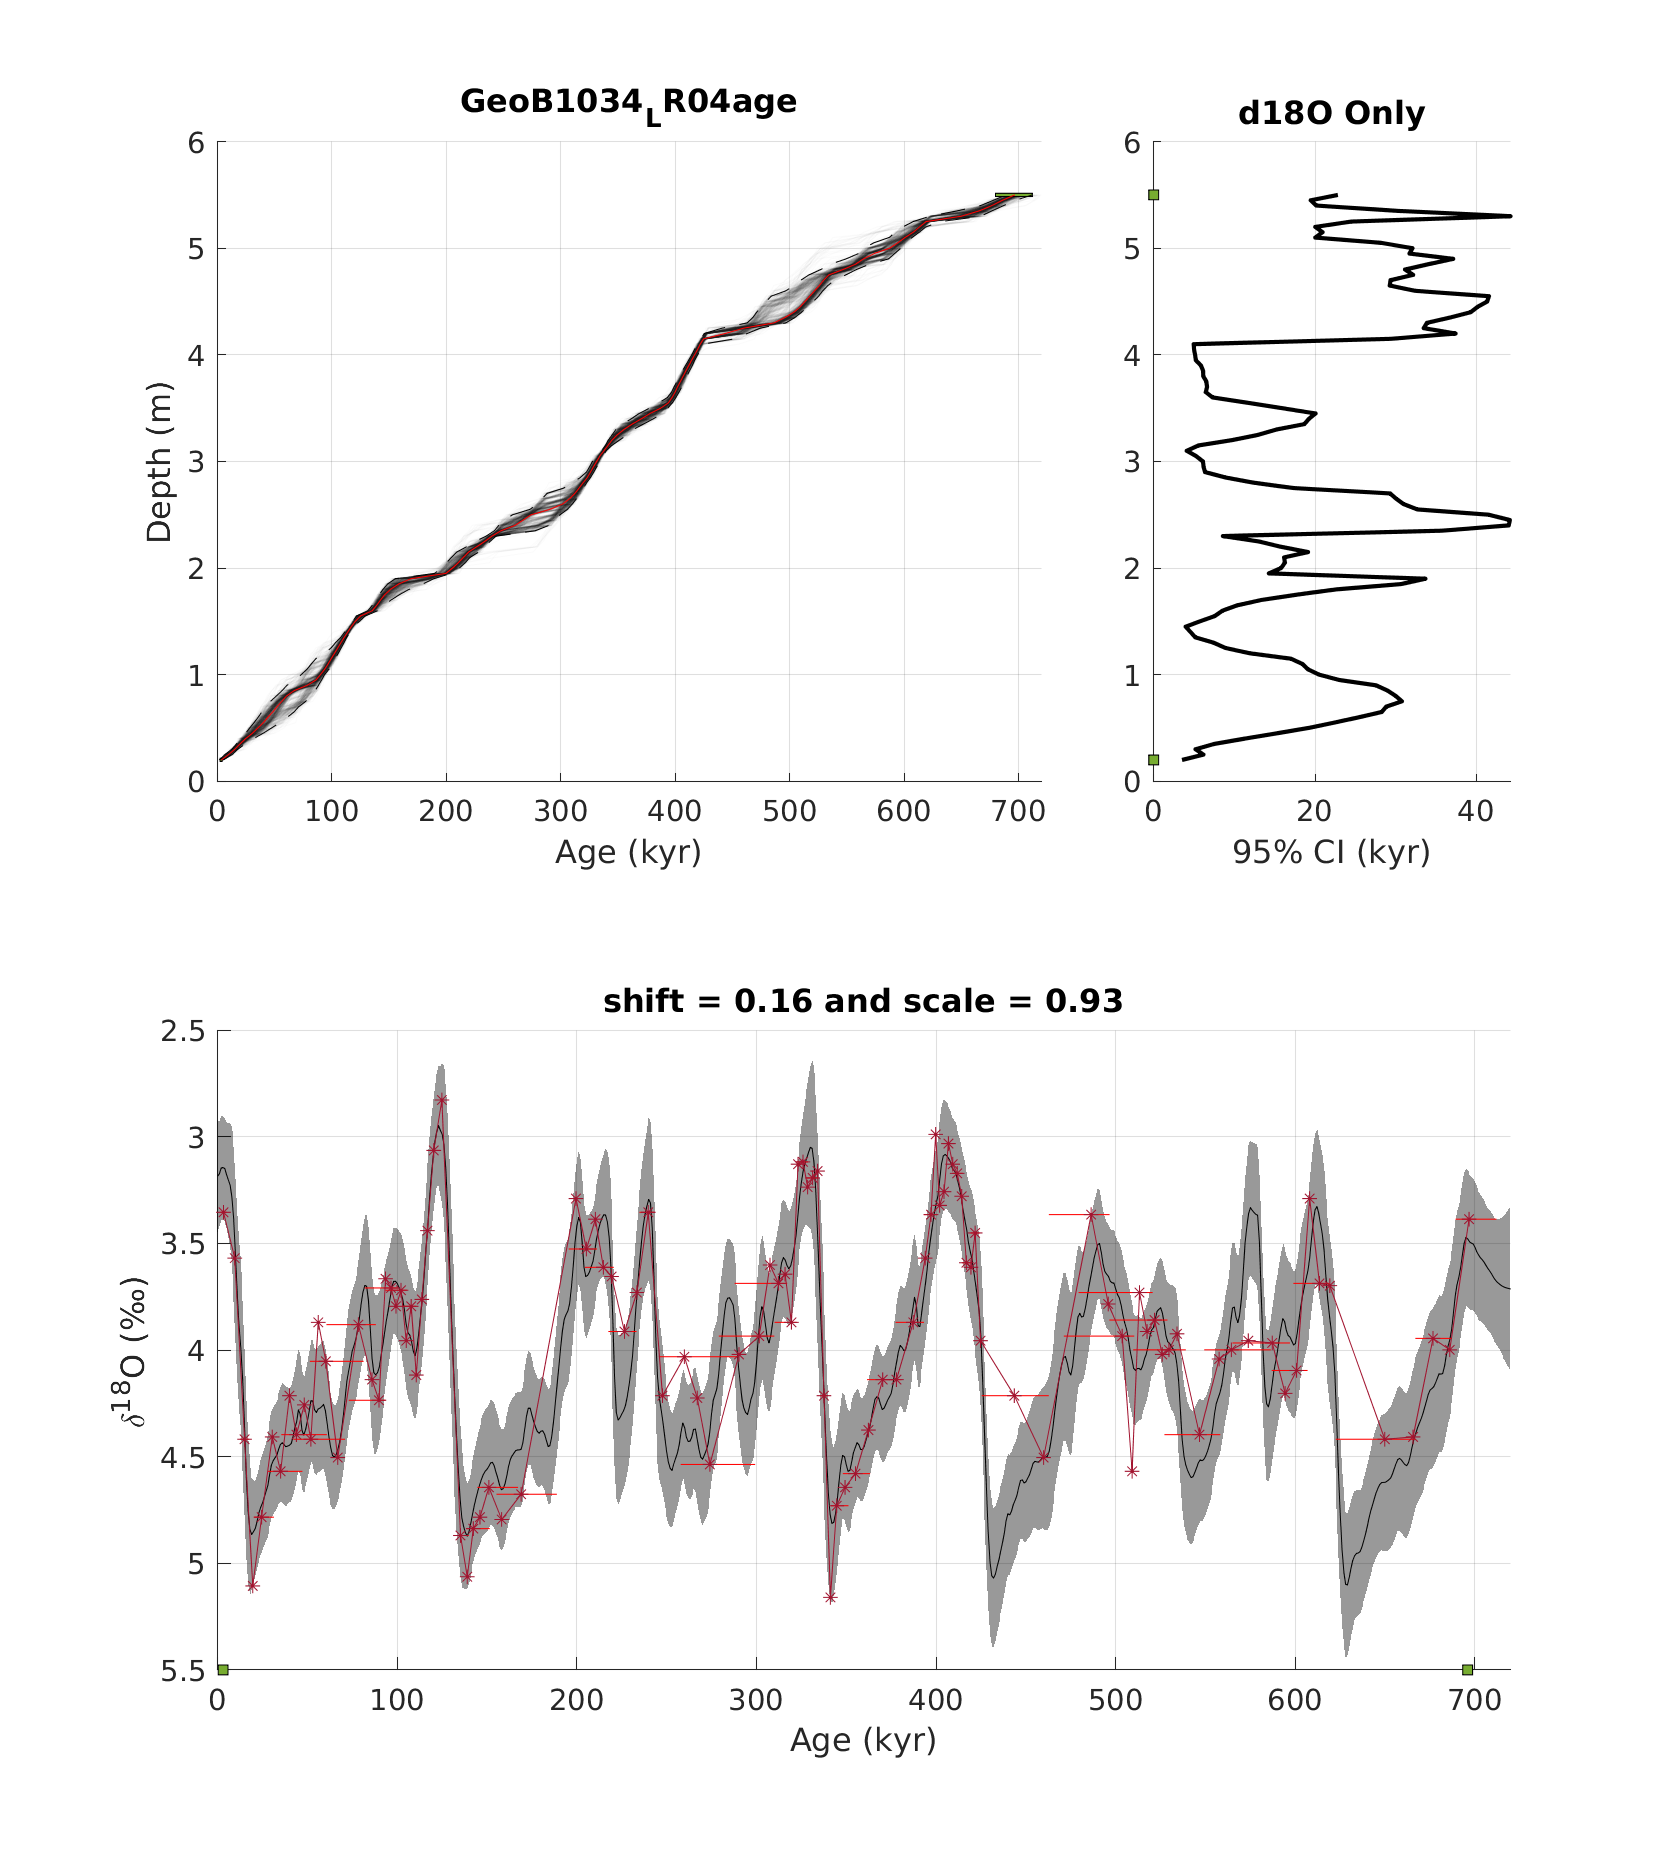 GeoB1034LR04age
d18O Only
6
5
4
3
2
1
0
Depth (m)
0 100 200 300 400 500 600 700
Age (kyr)
6
5
4
3
2
1
0
0 20 40
95% CI (kyr)
shift = 0.16 and scale = 0.93
2.5
3
3.5
4
4.5
5
5.5
δ18O (‰)
0 100 200 300 400 500 600 700
Age (kyr)